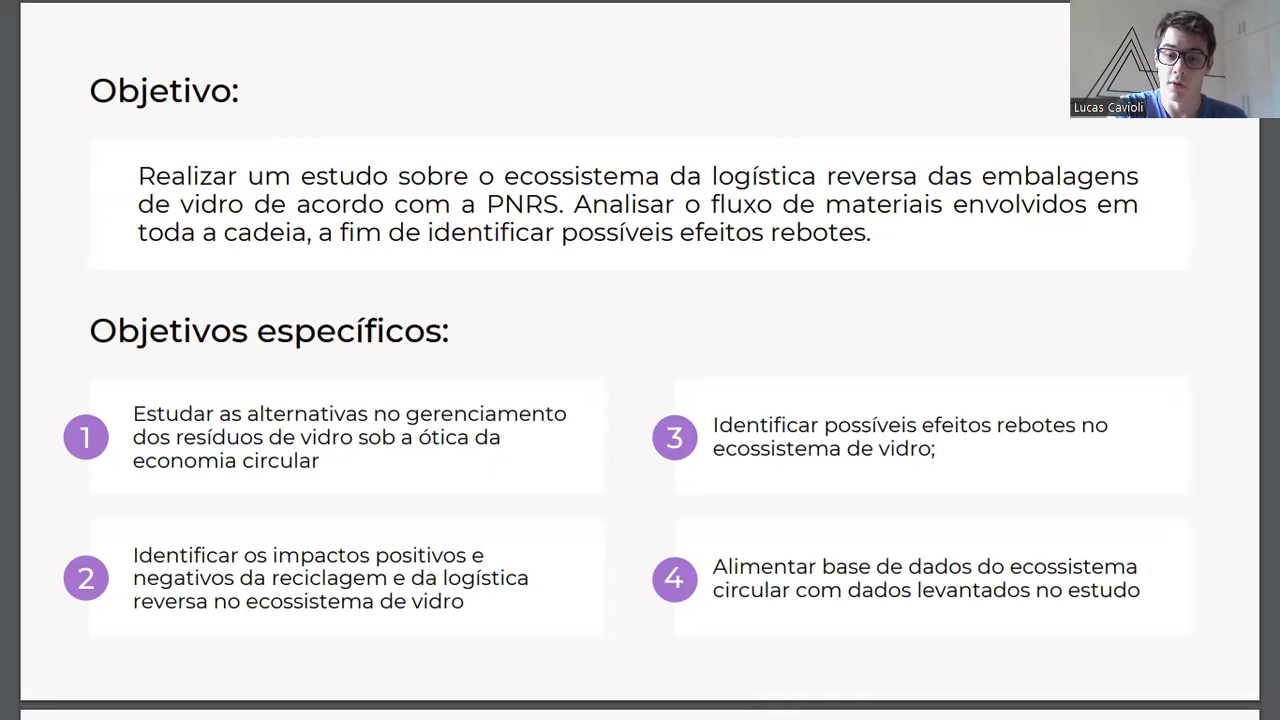 Objetivo:
Lucas Cavioli
Realizar um estudo sobre o ecossistema da logística reversa das embalagens
de vidro de acordo com a PNRS. Analisar o fluxo de materiais envolvidos em
toda a cadeia, a fim de identificar possíveis efeitos rebotes.
Objetivos específicos:
1
Estudar as alternativas no gerenciamento
dos resíduos de vidro sob a ótica da
economia circular
2
Identificar os impactos positivos e
negativos da reciclagem e da logística
reversa no ecossistema de vidro
3
Identificar possíveis efeitos rebotes no
ecossistema de vidro;
4
Alimentar base de dados do ecossistema
circular com dados levantados no estudo